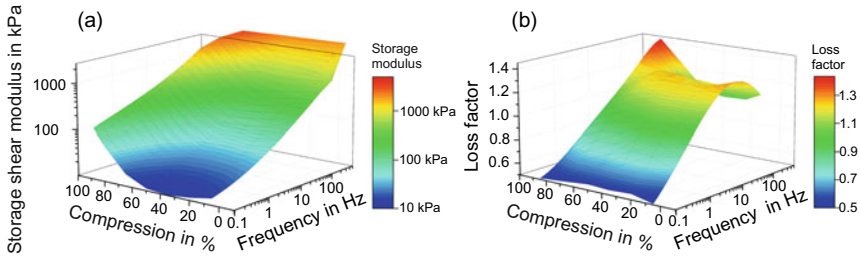 (a)
Storage shear modulus in kPa
1000
100
100 80 60 40 20 0
Compression in %
0.1 1 10 100
Frequency in Hz
Storage
modulus
1000 kPa
100 kPa
10 kPa
(b)
Loss factor
1.4
1.2
1.0
0.8
0.6
100 80 60 40 20 0
Compression in %
0.1 1 10 100
Frequency in Hz
Loss
factor
1.3
1.1
0.9
0.7
0.5